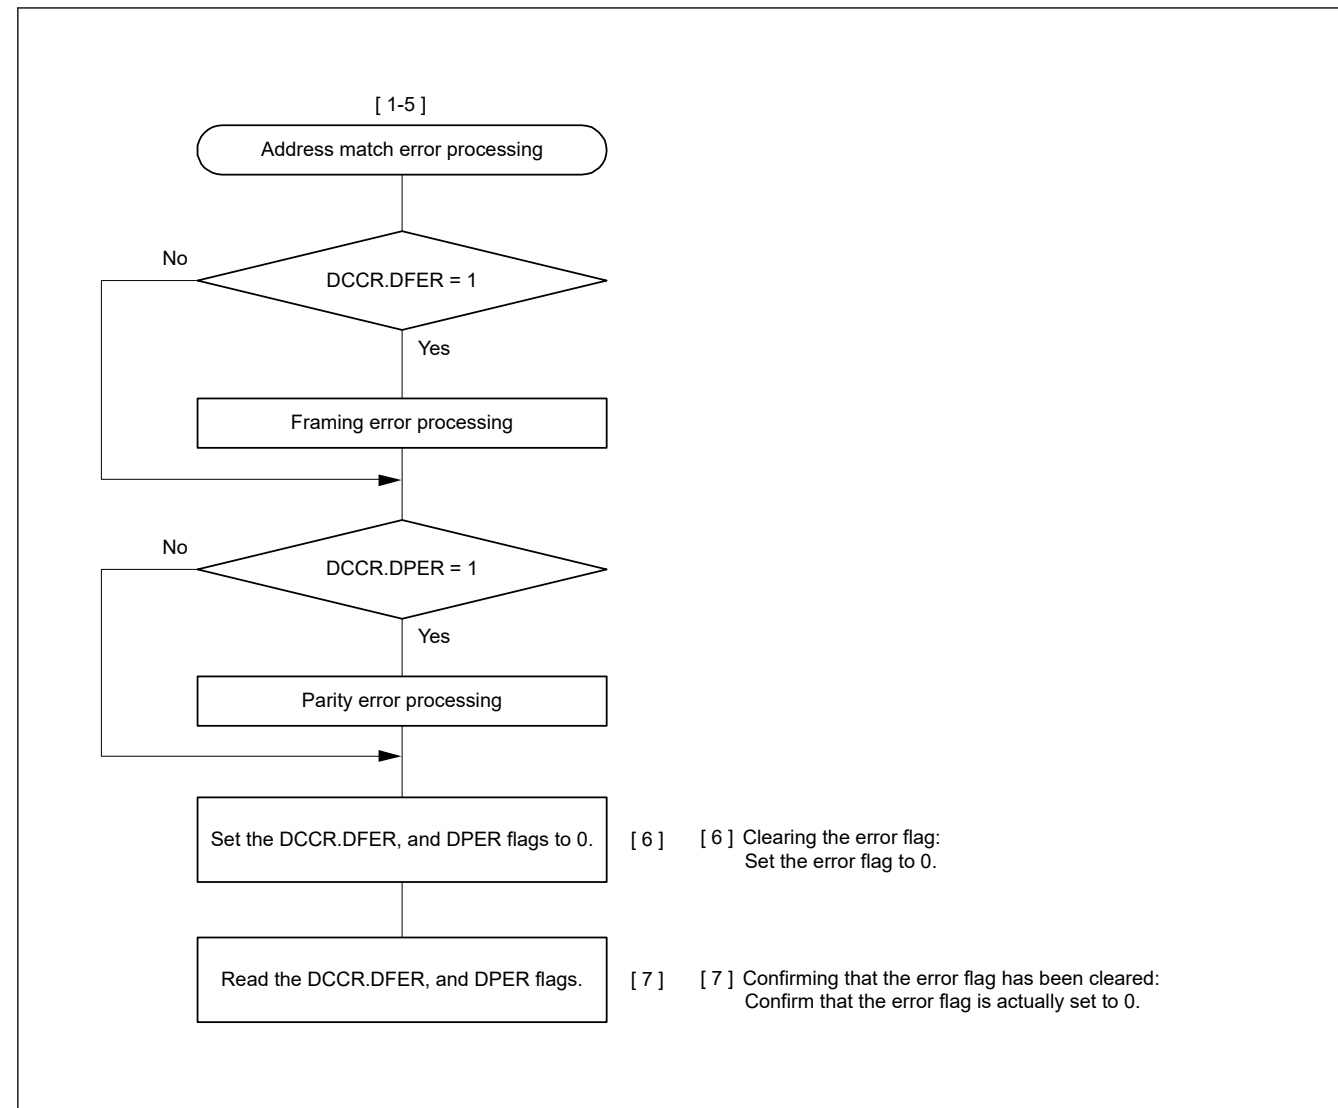 [ 1-5 ]
Address match error processing
No
DCCR.DFER = 1
Yes
Framing error processing
No
DCCR.DPER = 1
Yes
Parity error processing
Set the DCCR.DFER, and DPER flags to 0.
[ 6 ]
[ 6 ] Clearing the error flag:
Set the error flag to 0.
Read the DCCR.DFER, and DPER flags.
[ 7 ]
[ 7 ] Confirming that the error flag has been cleared:
Confirm that the error flag is actually set to 0.